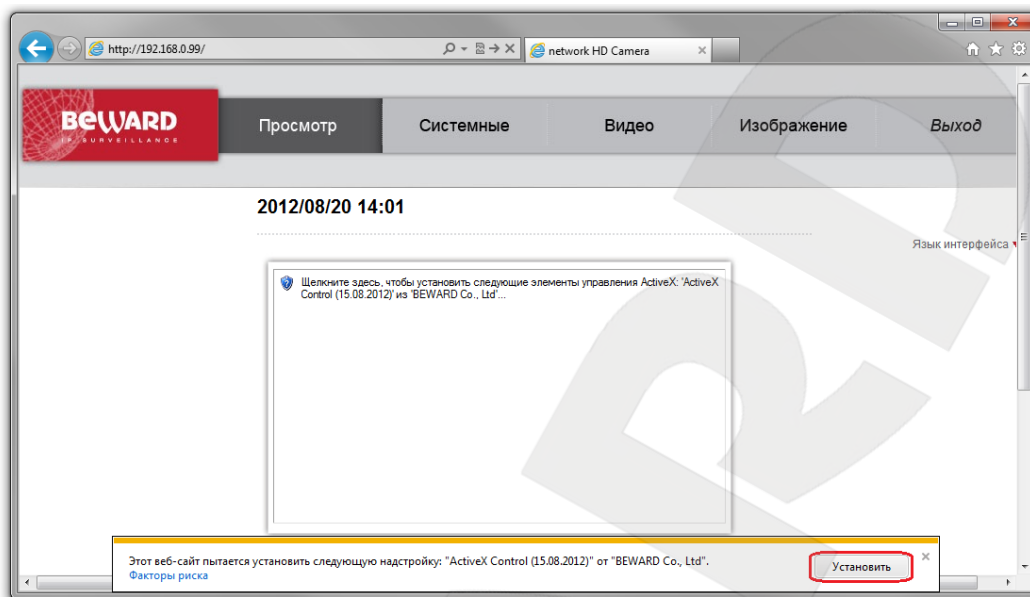 http://192.168.0.99/
network HD Camera
BEWARD
IP SURVEILLANCE
Просмотр
Системные
Видео
Изображение
Выход
2012/08/20 14:01
Язык интерфейса
Щелкните здесь, чтобы установить следующие элементы управления ActiveX: 'ActiveX
Control (15.08.2012)' из 'BEWARD Co., Ltd'...
Этот веб-сайт пытается установить следующую надстройку: "ActiveX Control (15.08.2012)" от "BEWARD Co., Ltd".
Факторы риска
Установить